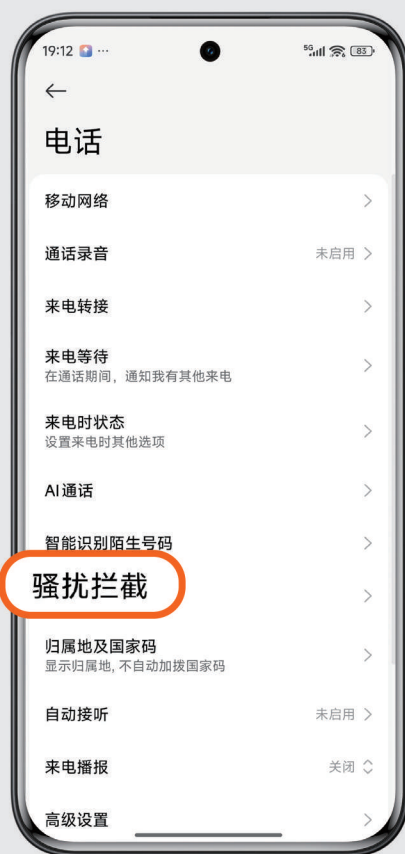 19:12 ...
5G 83
电话
移动网络
通话录音 未启用
来电转接
来电等待
在通话期间，通知我有其他来电
来电时状态
设置来电时其他选项
AI通话
智能识别陌生号码
骚扰拦截
归属地及国家码
显示归属地, 不自动加拨国家码
自动接听 未启用
来电播报 关闭
高级设置